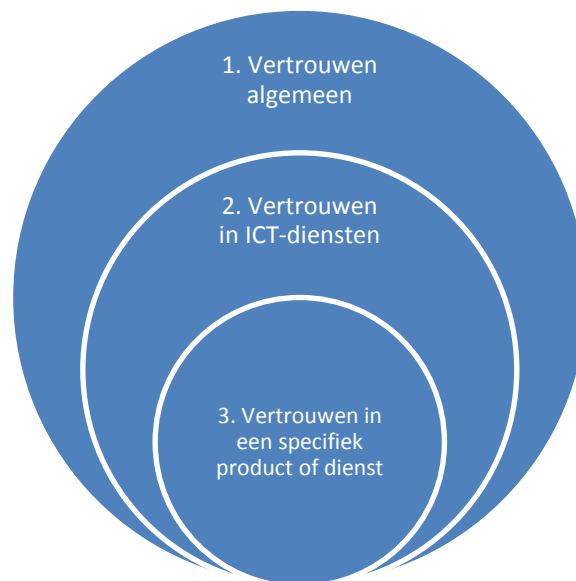 1. Vertrouwen
algemeen
2. Vertrouwen
in ICT-diensten
3. Vertrouwen in
een specifiek
product of dienst